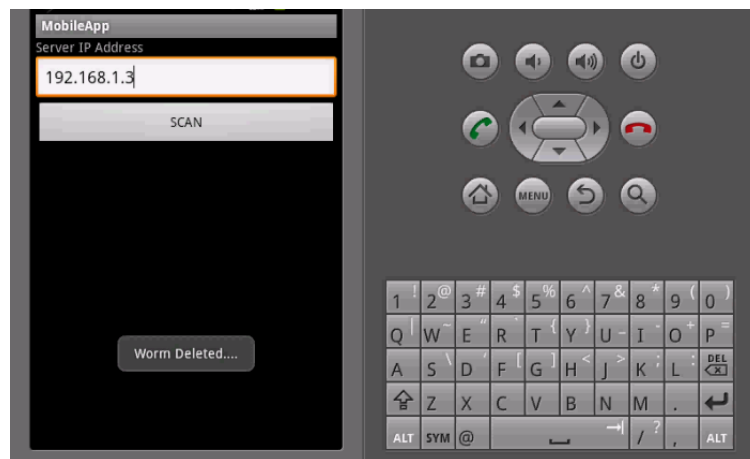 MobileApp
Server IP Address
192.168.1.3
SCAN
Worm Deleted....
MENU
1 ! 2 @ 3 # 4 $ 5 % 6 ^ 7 & 8 * 9 ( 0 )
Q | W ~ E " R ` T { Y } U - I - O + P =
A S \ D ' F [ G ] H < J > K ; L : DEL
Z X C V B N M .
ALT SYM @ / ? , ALT